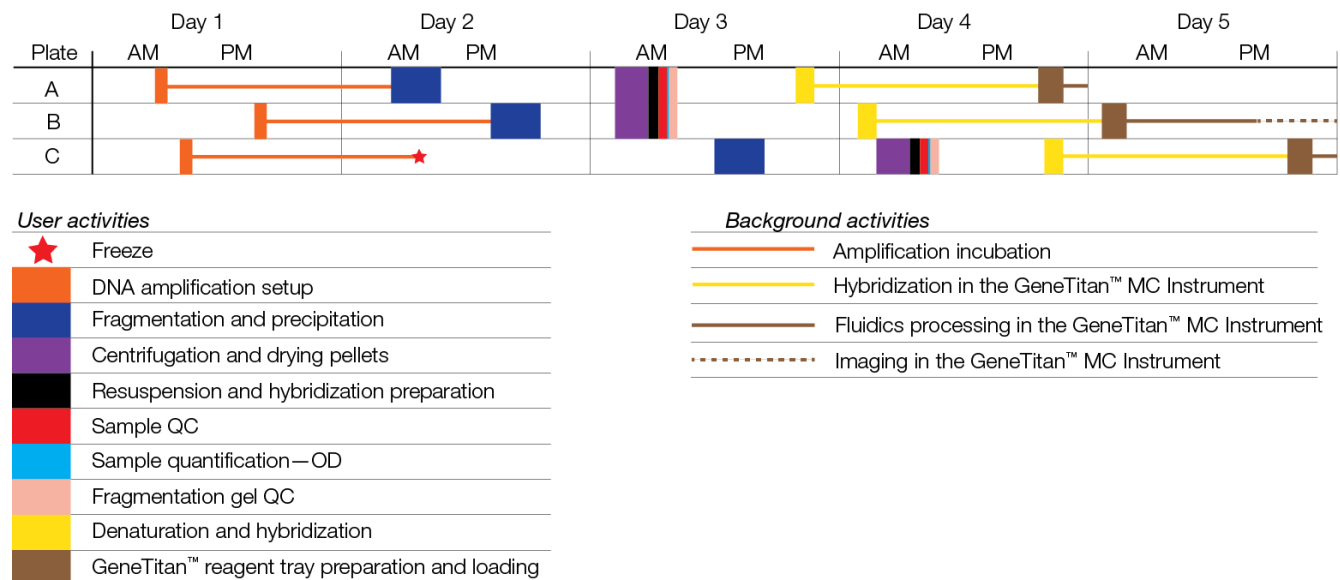 Day 1 Day 2 Day 3 Day 4 Day 5
Plate AM PM AM PM AM PM AM PM AM PM
A
B
C
User activities
Freeze
DNA amplification setup
Fragmentation and precipitation
Centrifugation and drying pellets
Resuspension and hybridization preparation
Sample QC
Sample quantification—OD
Fragmentation gel QC
Denaturation and hybridization
GeneTitan™ reagent tray preparation and loading
Background activities
Amplification incubation
Hybridization in the GeneTitan™ MC Instrument
Fluidics processing in the GeneTitan™ MC Instrument
Imaging in the GeneTitan™ MC Instrument